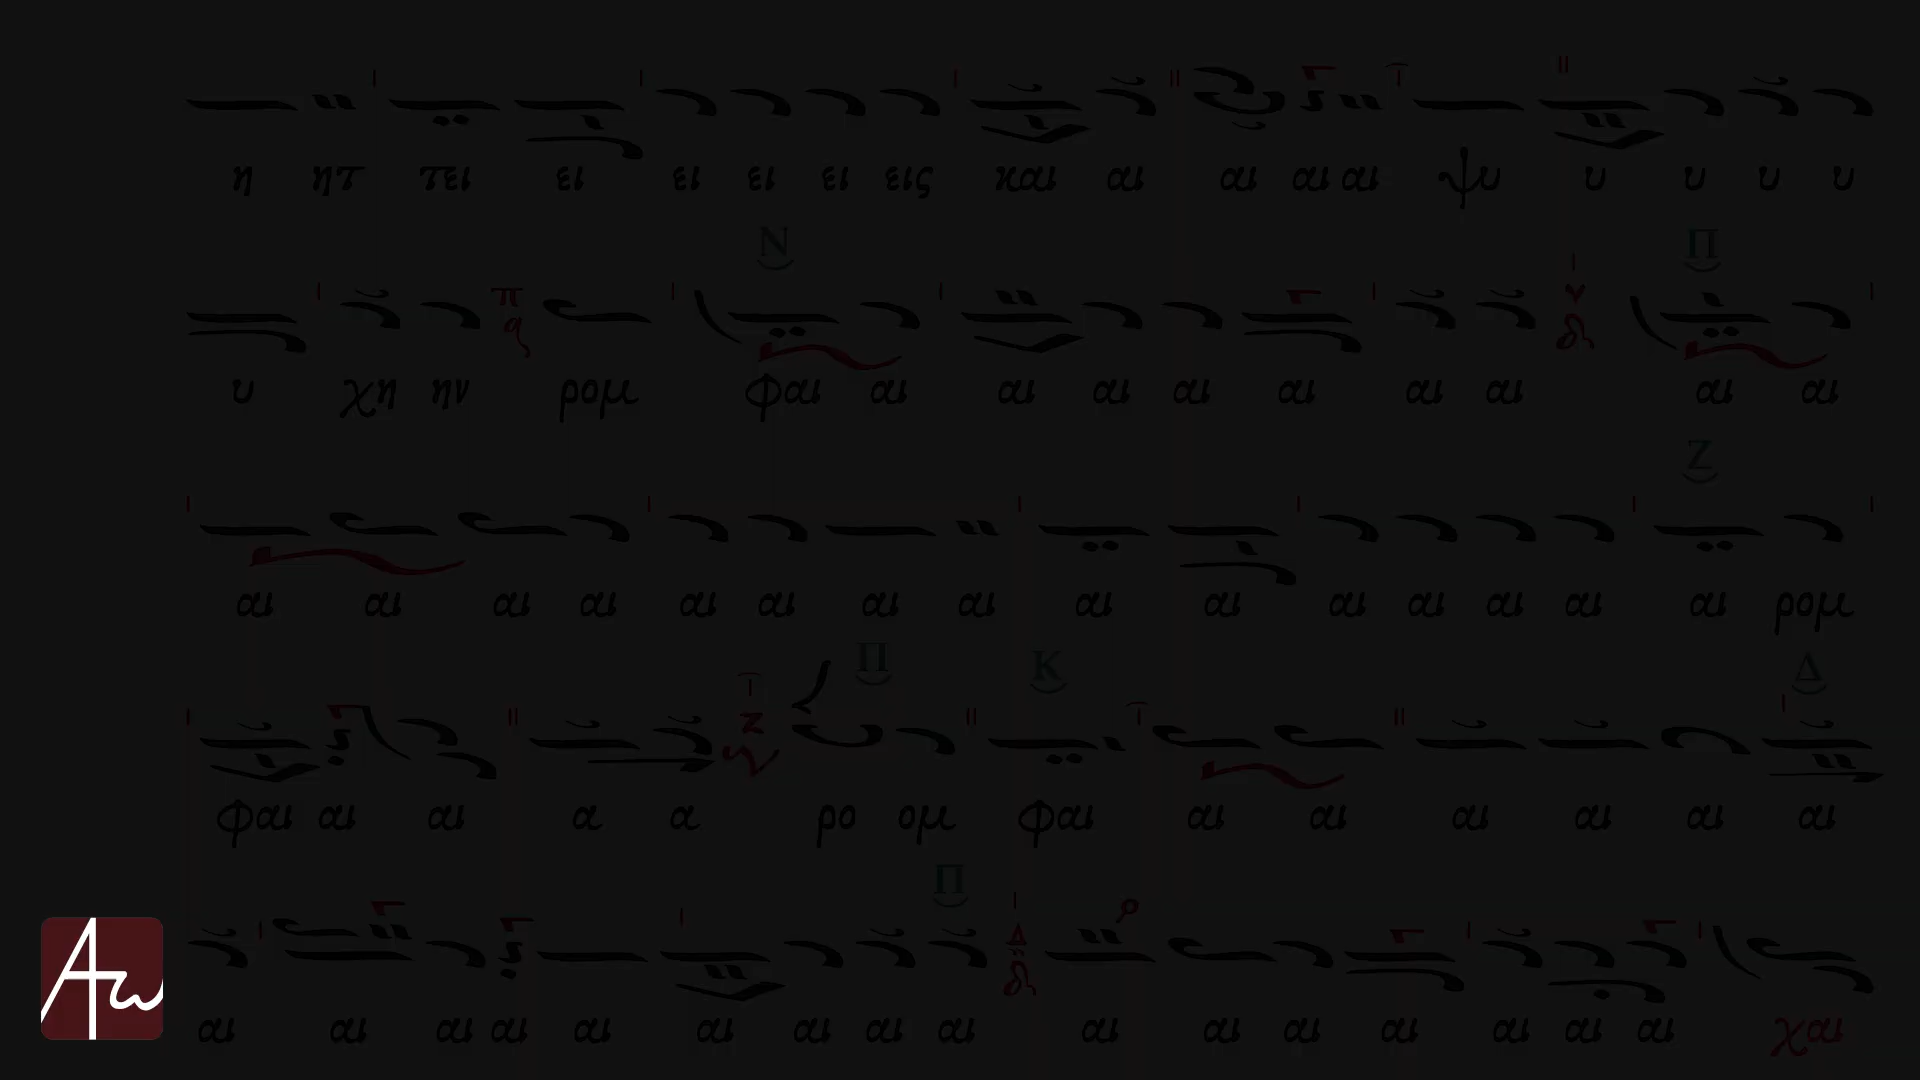 η ητ πει ει ει ει ει εις και αι αι αι αι ψυ υ υ υ υ
Ν Π
υ χη ην ρομ φαι αι αι αι αι αι αι αι αι αι
Ζ
αι αι αι αι αι αι αι αι αι αι αι αι αι αι αι ρομ
Π Κ Δ
φαι αι αι α α ρο ομ φαι αι αι αι αι αι αι
Π
αι αι αι αι αι αι αι αι αι αι αι αι αι αι αι αι χαι
Aω